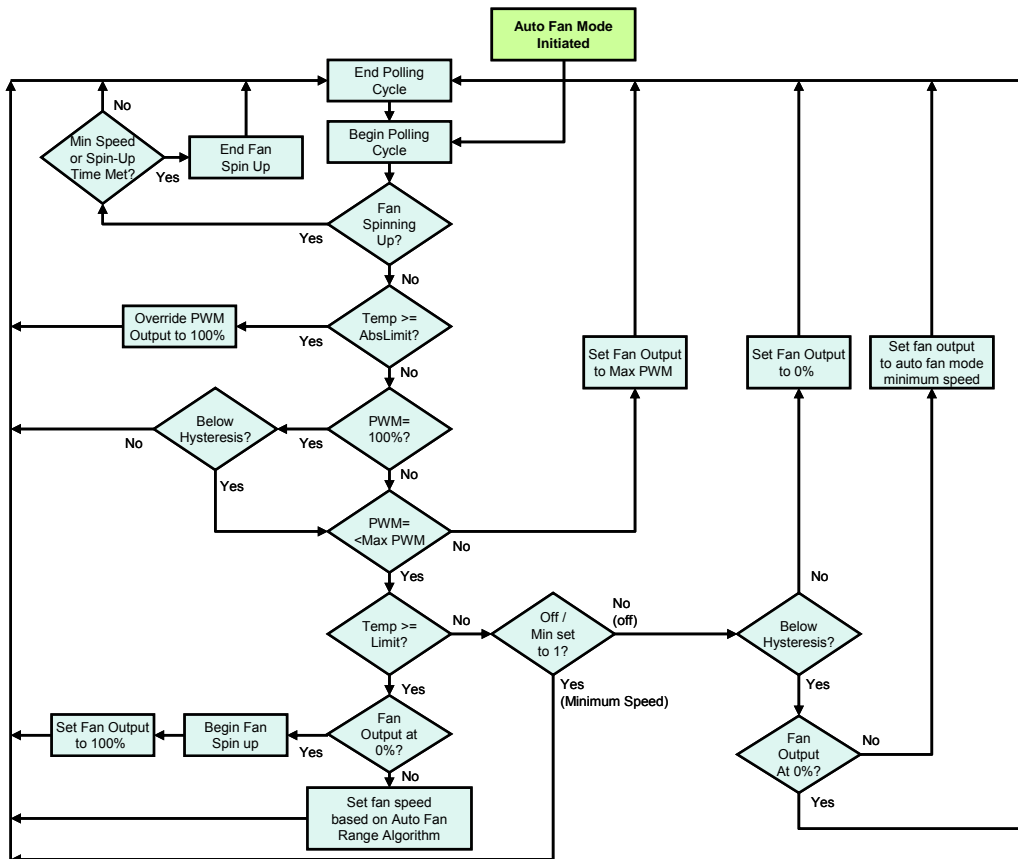 Auto Fan Mode
Initiated
End Polling
Cycle
Begin Polling
Cycle
No
Min Speed
or Spin-Up
Time Met?
Yes
End Fan
Spin Up
Fan
Spinning
Up?
Yes
No
Override PWM
Output to 100%
Yes
Temp >=
AbsLimit?
No
Set Fan Output
to Max PWM
Set Fan Output
to 0%
Set fan output
to auto fan mode
minimum speed
Below
Hysteresis?
No
Yes
Yes
PWM=
100%?
No
PWM=
<Max PWM
No
Yes
Temp >=
Limit?
No
Yes
Off /
Min set
to 1?
No
(off)
Yes
(Minimum Speed)
No
Below
Hysteresis?
Yes
Set Fan Output
to 100%
Begin Fan
Spin up
Yes
Fan
Output at
0%?
No
Fan
Output
At 0%?
No
Yes
Set fan speed
based on Auto Fan
Range Algorithm